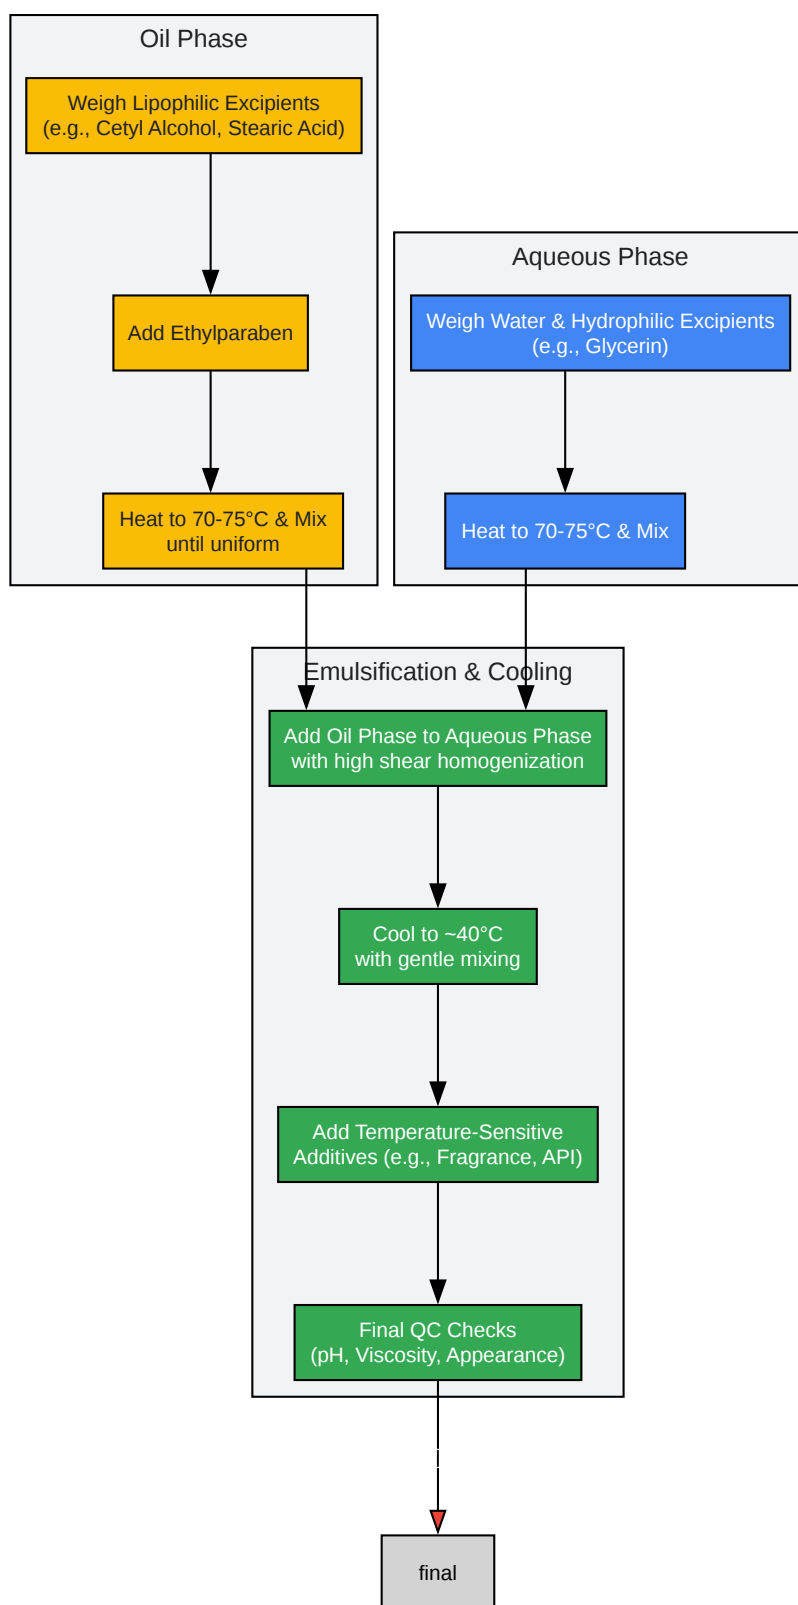 Oil Phase
Weigh Lipophilic Excipients
(e.g., Cetyl Alcohol, Stearic Acid)
Add Ethylparaben
Heat to 70-75°C & Mix
until uniform
Aqueous Phase
Weigh Water & Hydrophilic Excipients
(e.g., Glycerin)
Heat to 70-75°C & Mix
Emulsification & Cooling
Add Oil Phase to Aqueous Phase
with high shear homogenization
Cool to ~40°C
with gentle mixing
Add Temperature-Sensitive
Additives (e.g., Fragrance, API)
Final QC Checks
(pH, Viscosity, Appearance)
final